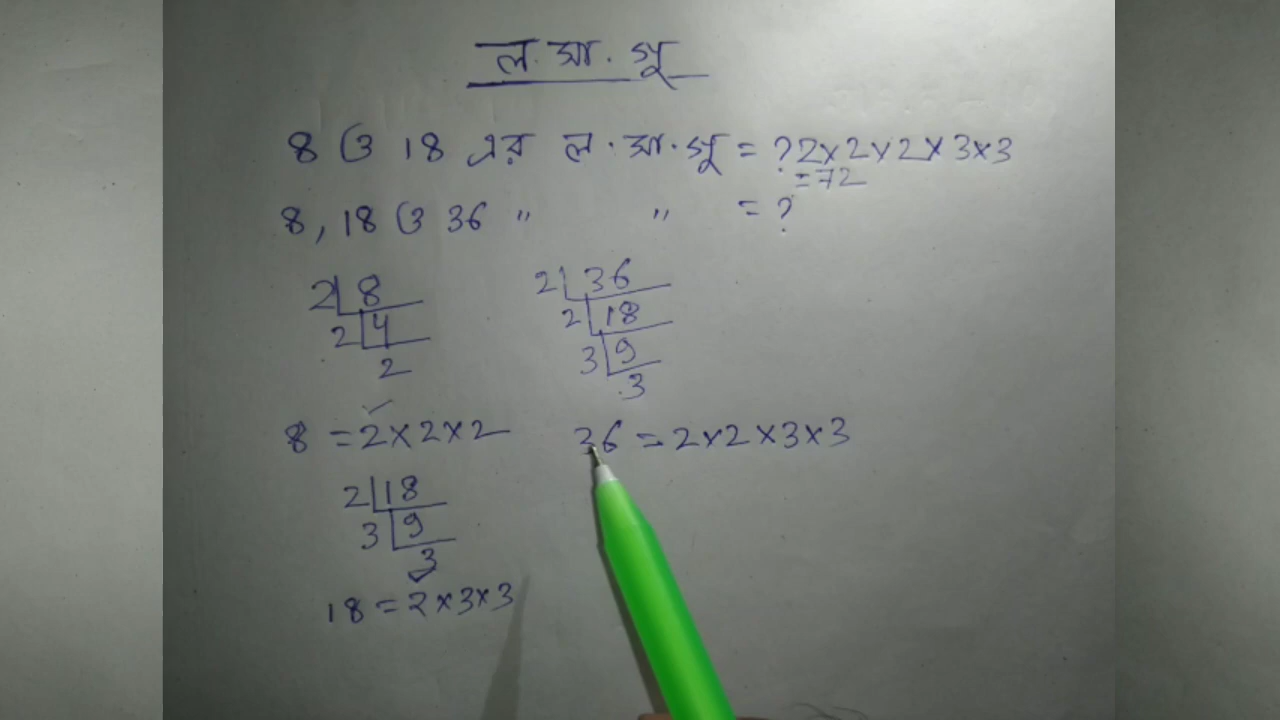 ল.সা.গু
8 ও 18 এর ল.সা.গু = ? 2×2×2×3×3
=72
8, 18 ও 36 " " = ?
2|8
2|4
2
2|36
2|18
3|9
3
8 = 2×2×2
36 = 2×2×3×3
2|18
3|9
3
18 = 2×3×3